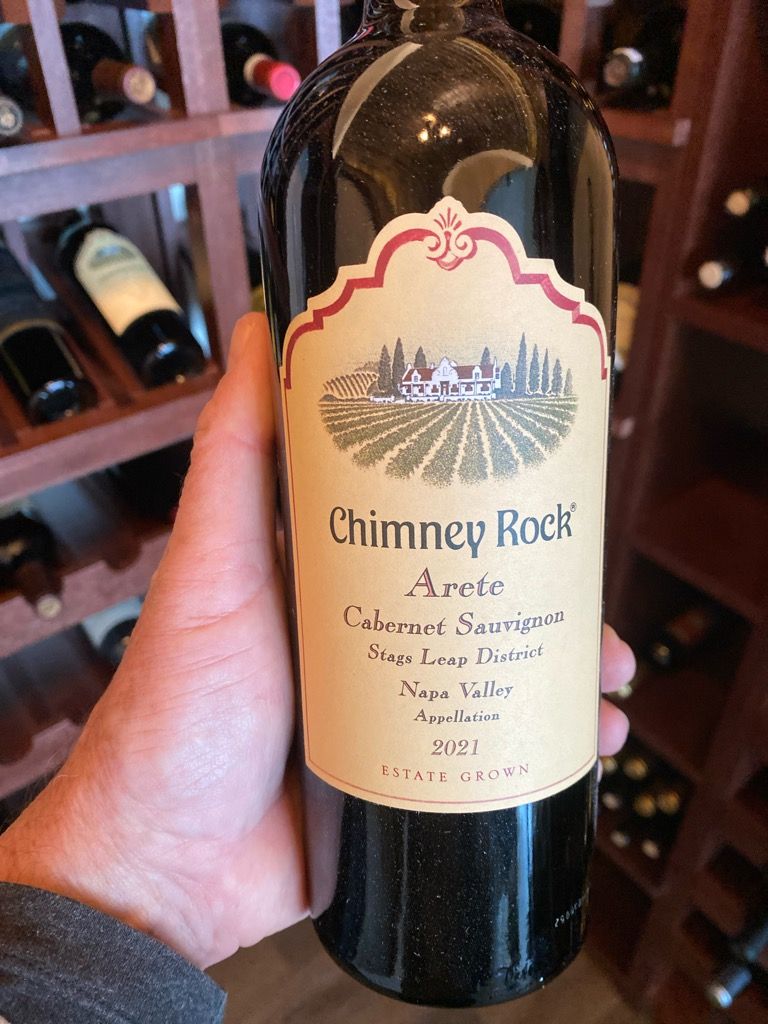 Chimney Rock®
Arete
Cabernet Sauvignon
Stags Leap District
Napa Valley
Appellation
2021
ESTATE GROWN